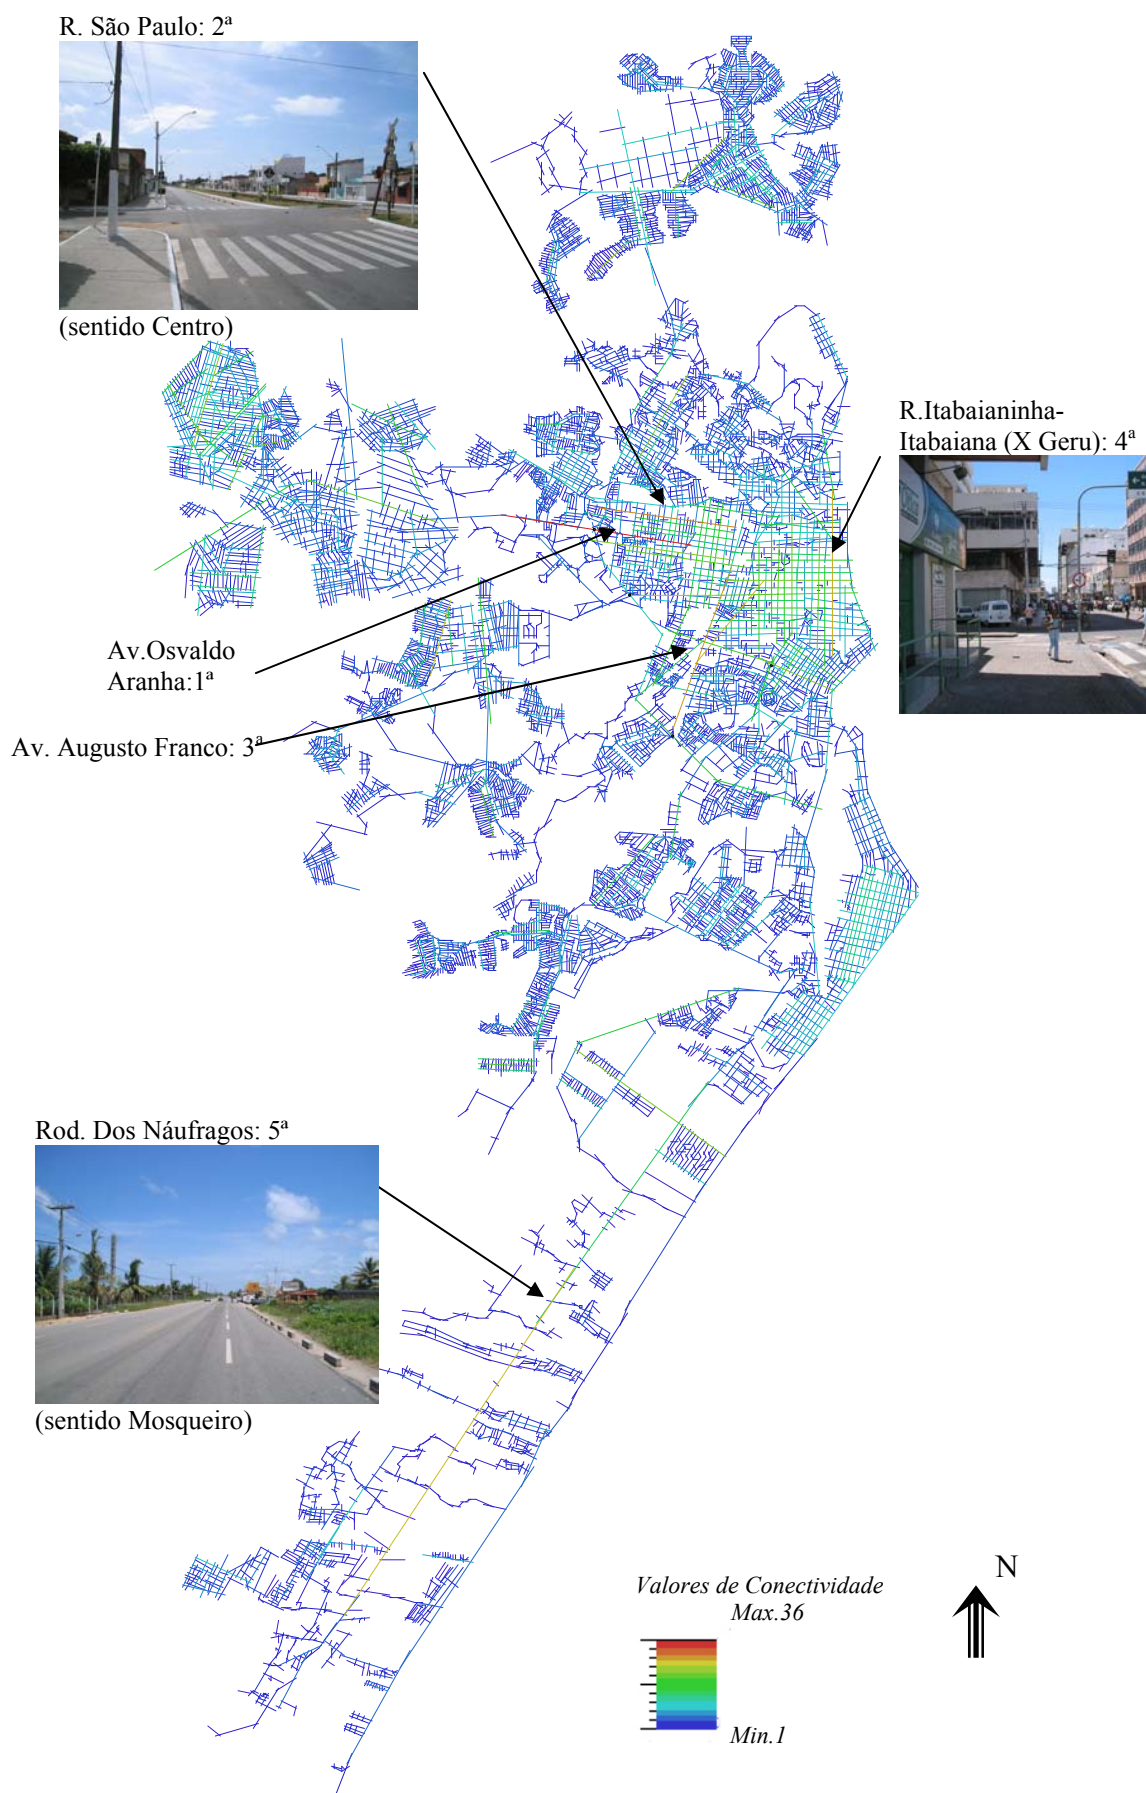 R. São Paulo: 2ª
(sentido Centro)
R.Itabaianinha-
Itabaiana (X Geru): 4ª
Av.Osvaldo
Aranha:1ª
Av. Augusto Franco: 3ª
Rod. Dos Náufragos: 5ª
(sentido Mosqueiro)
N
Valores de Conectividade
Max.36
Min.1